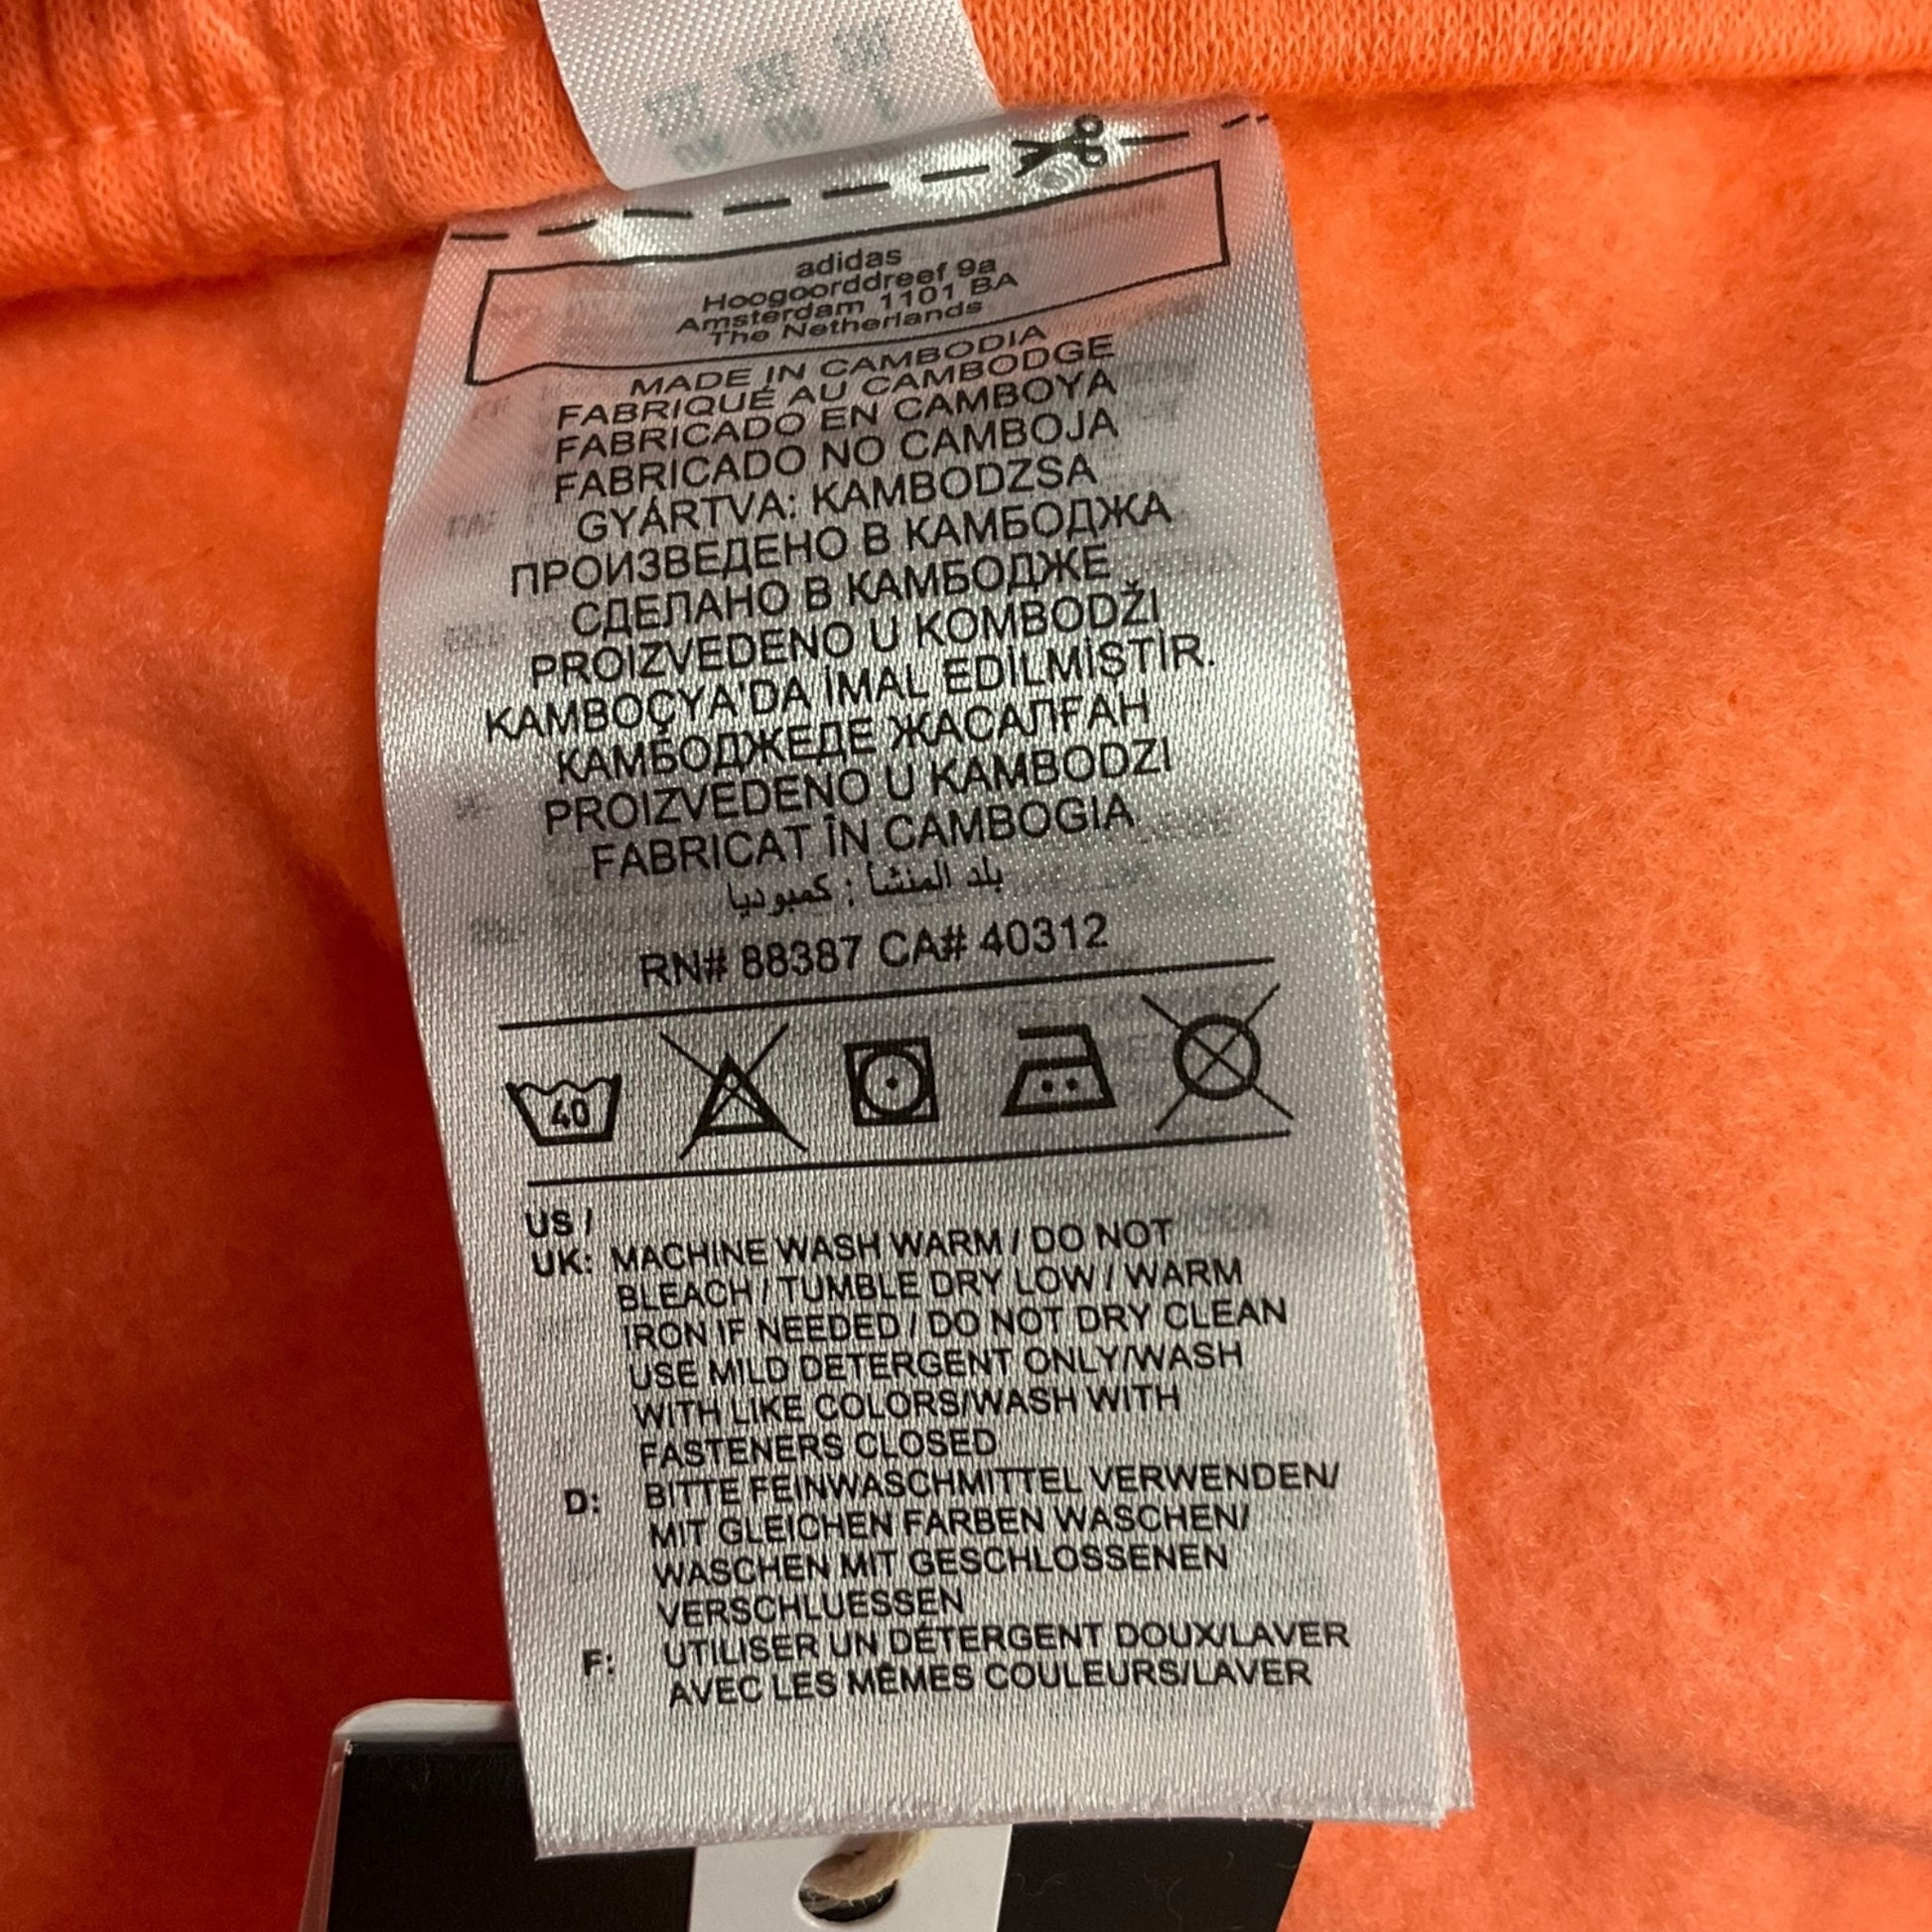 adidas
Hoogoorddreef 9a
Amsterdam 1101 BA
The Netherlands
MADE IN CAMBODIA
FABRIQUÉ AU CAMBODGE
FABRICADO EN CAMBOYA
FABRICADO NO CAMBOJA
GYÁRTVA: KAMBODZSA
ПРОИЗВЕДЕНО В КАМБОДЖА
СДЕЛАНО В КАМБОДЖЕ
PROIZVEDENO U KOMBODŽI
KAMBOÇYA'DA İMAL EDİLMİŞTİR.
КАМБОДЖЕДЕ ЖАСАЛҒАН
PROIZVEDENO U KAMBODZI
FABRICAT ÎN CAMBOGIA
بلد المنشأ : كمبوديا
RN# 88387 CA# 40312
40
US /
UK: MACHINE WASH WARM / DO NOT
BLEACH / TUMBLE DRY LOW / WARM
IRON IF NEEDED / DO NOT DRY CLEAN
USE MILD DETERGENT ONLY/WASH
WITH LIKE COLORS/WASH WITH
FASTENERS CLOSED
D: BITTE FEINWASCHMITTEL VERWENDEN/
MIT GLEICHEN FARBEN WASCHEN/
WASCHEN MIT GESCHLOSSENEN
VERSCHLUESSEN
F: UTILISER UN DÉTERGENT DOUX/LAVER
AVEC LES MÊMES COULEURS/LAVER